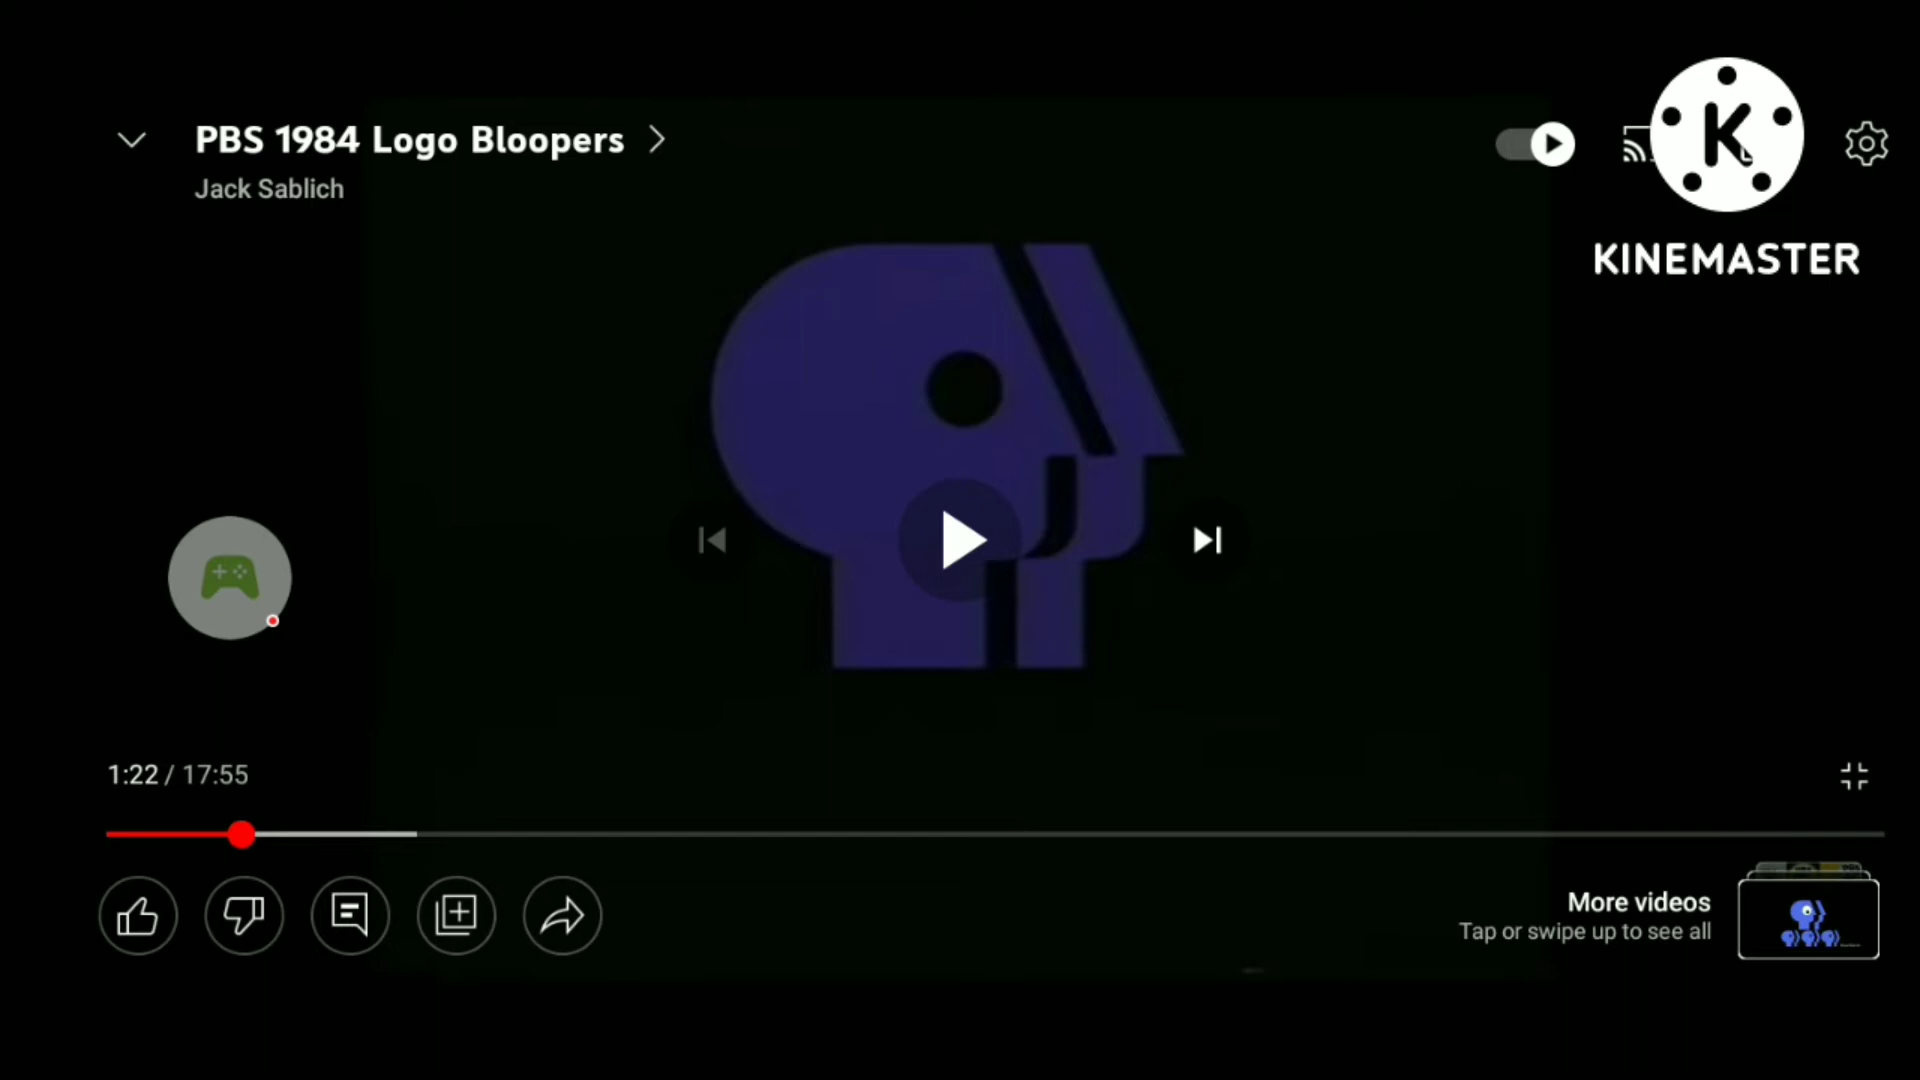 PBS 1984 Logo Bloopers
Jack Sablich
K
KINEMASTER
1:22 / 17:55
More videos
Tap or swipe up to see all